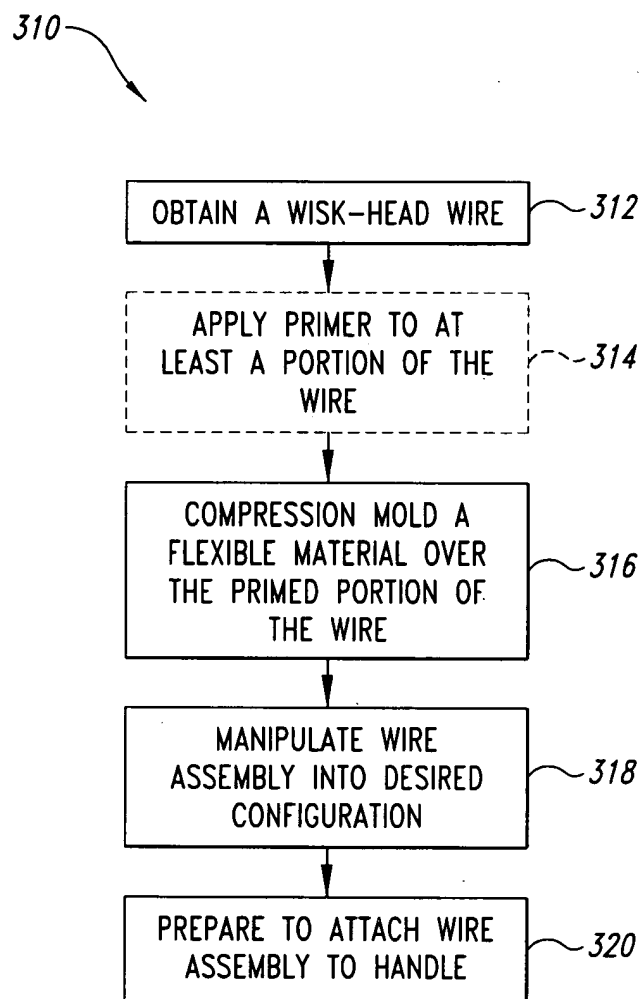 310
OBTAIN A WISK-HEAD WIRE
312
APPLY PRIMER TO AT
LEAST A PORTION OF THE
WIRE
314
COMPRESSION MOLD A
FLEXIBLE MATERIAL OVER
THE PRIMED PORTION OF
THE WIRE
316
MANIPULATE WIRE
ASSEMBLY INTO DESIRED
CONFIGURATION
318
PREPARE TO ATTACH WIRE
ASSEMBLY TO HANDLE
320